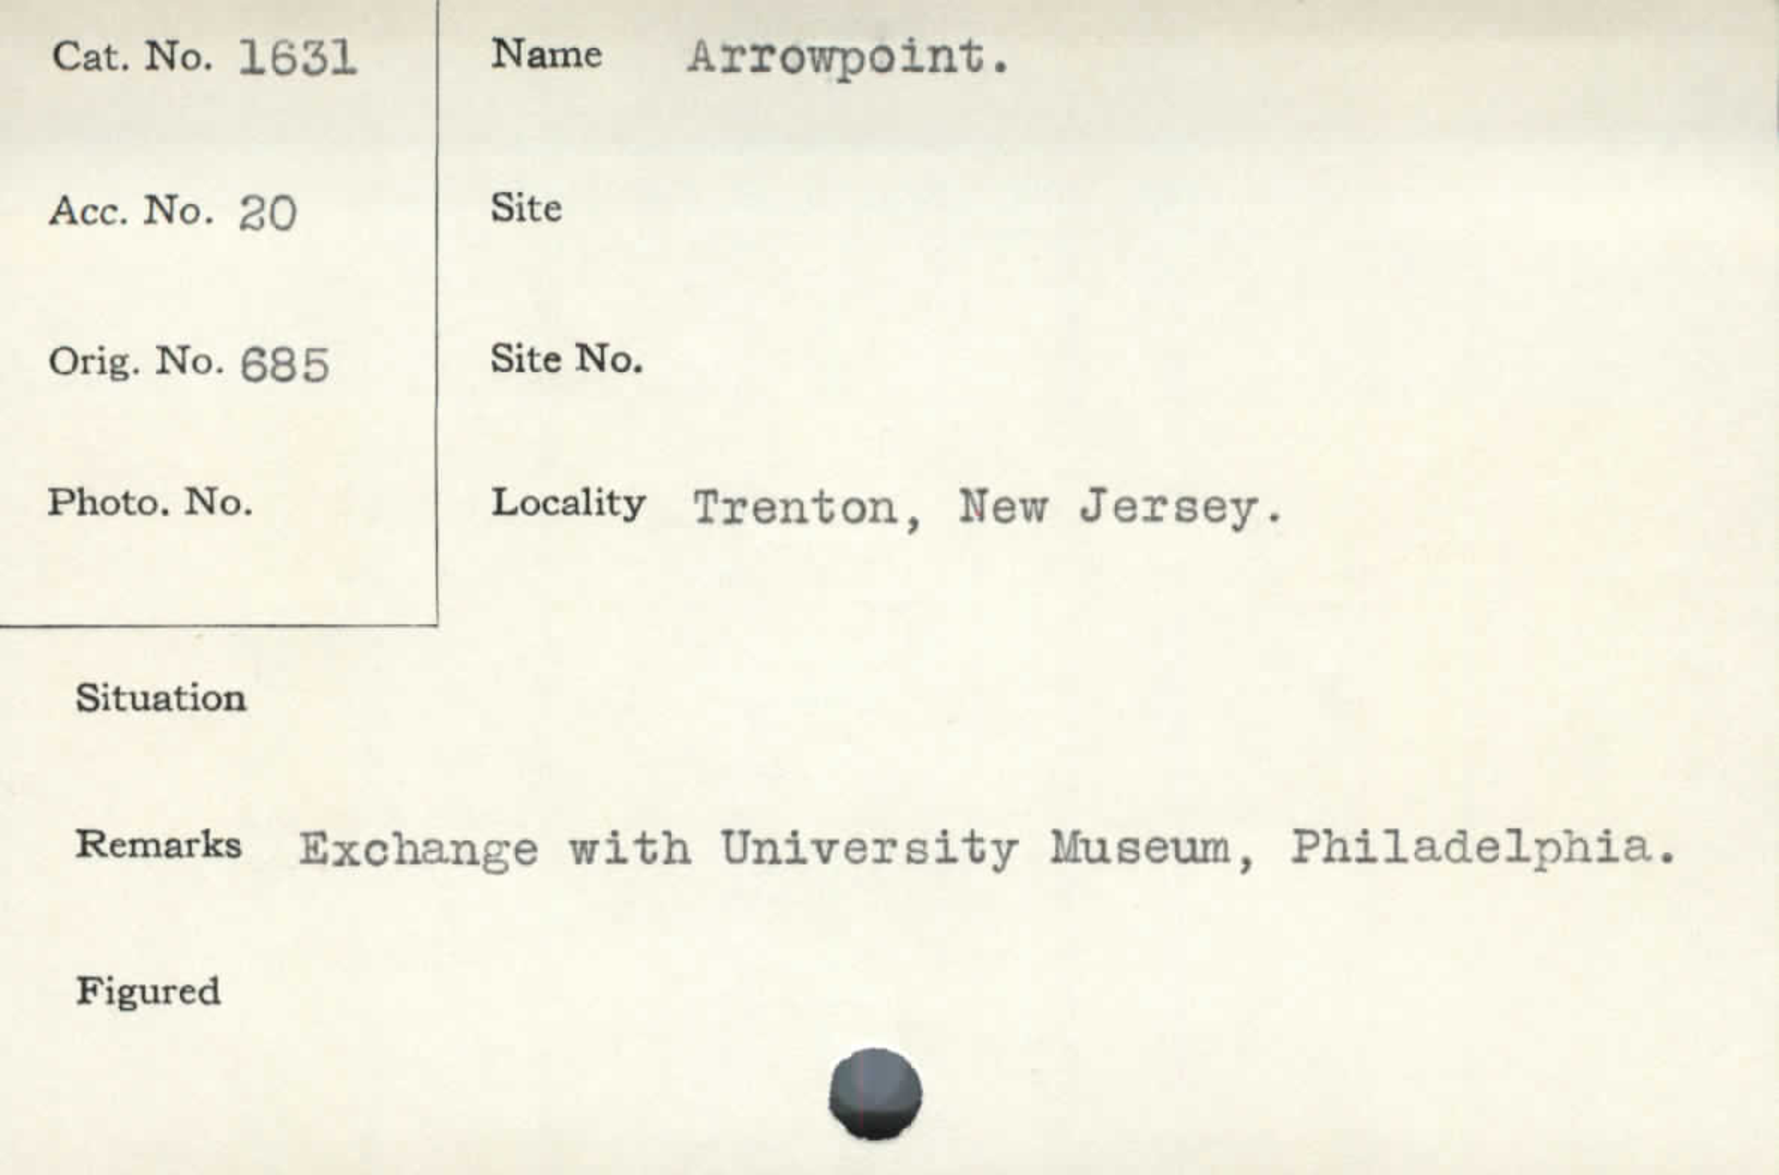 Cat. No. 1631
Acc. No. 20
Orig. No. 685
Photo. No.
Name Arrowpoint.
Site
Site No.
Locality Trenton, New Jersey.
Situation
Remarks Exchange with University Museum, Philadelphia.
Figured